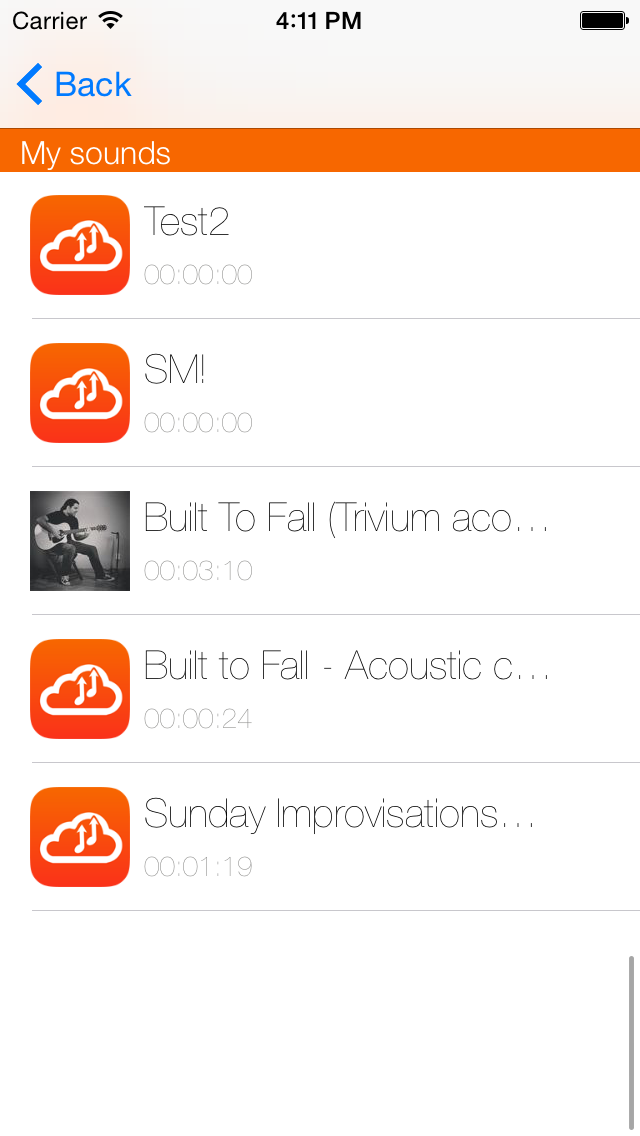 Carrier 4:11 PM
Back
My sounds
Test2
00:00:00
SM!
00:00:00
Built To Fall (Trivium aco...
00:03:10
Built to Fall - Acoustic c...
00:00:24
Sunday Improvisations...
00:01:19